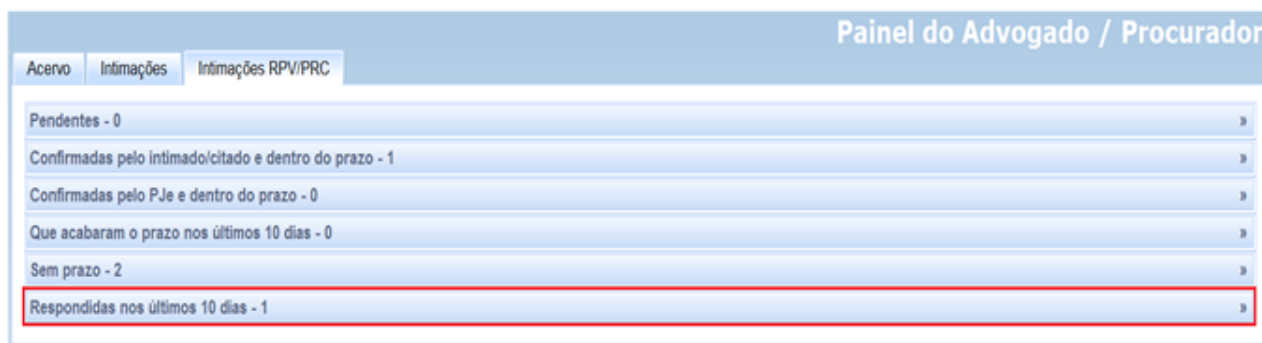 Painel do Advogado / Procurador
Acervo Intimações Intimações RPV/PRC
Pendentes - 0 »
Confirmadas pelo intimado/citado e dentro do prazo - 1 »
Confirmadas pelo PJe e dentro do prazo - 0 »
Que acabaram o prazo nos últimos 10 dias - 0 »
Sem prazo - 2 »
Respondidas nos últimos 10 dias - 1 »